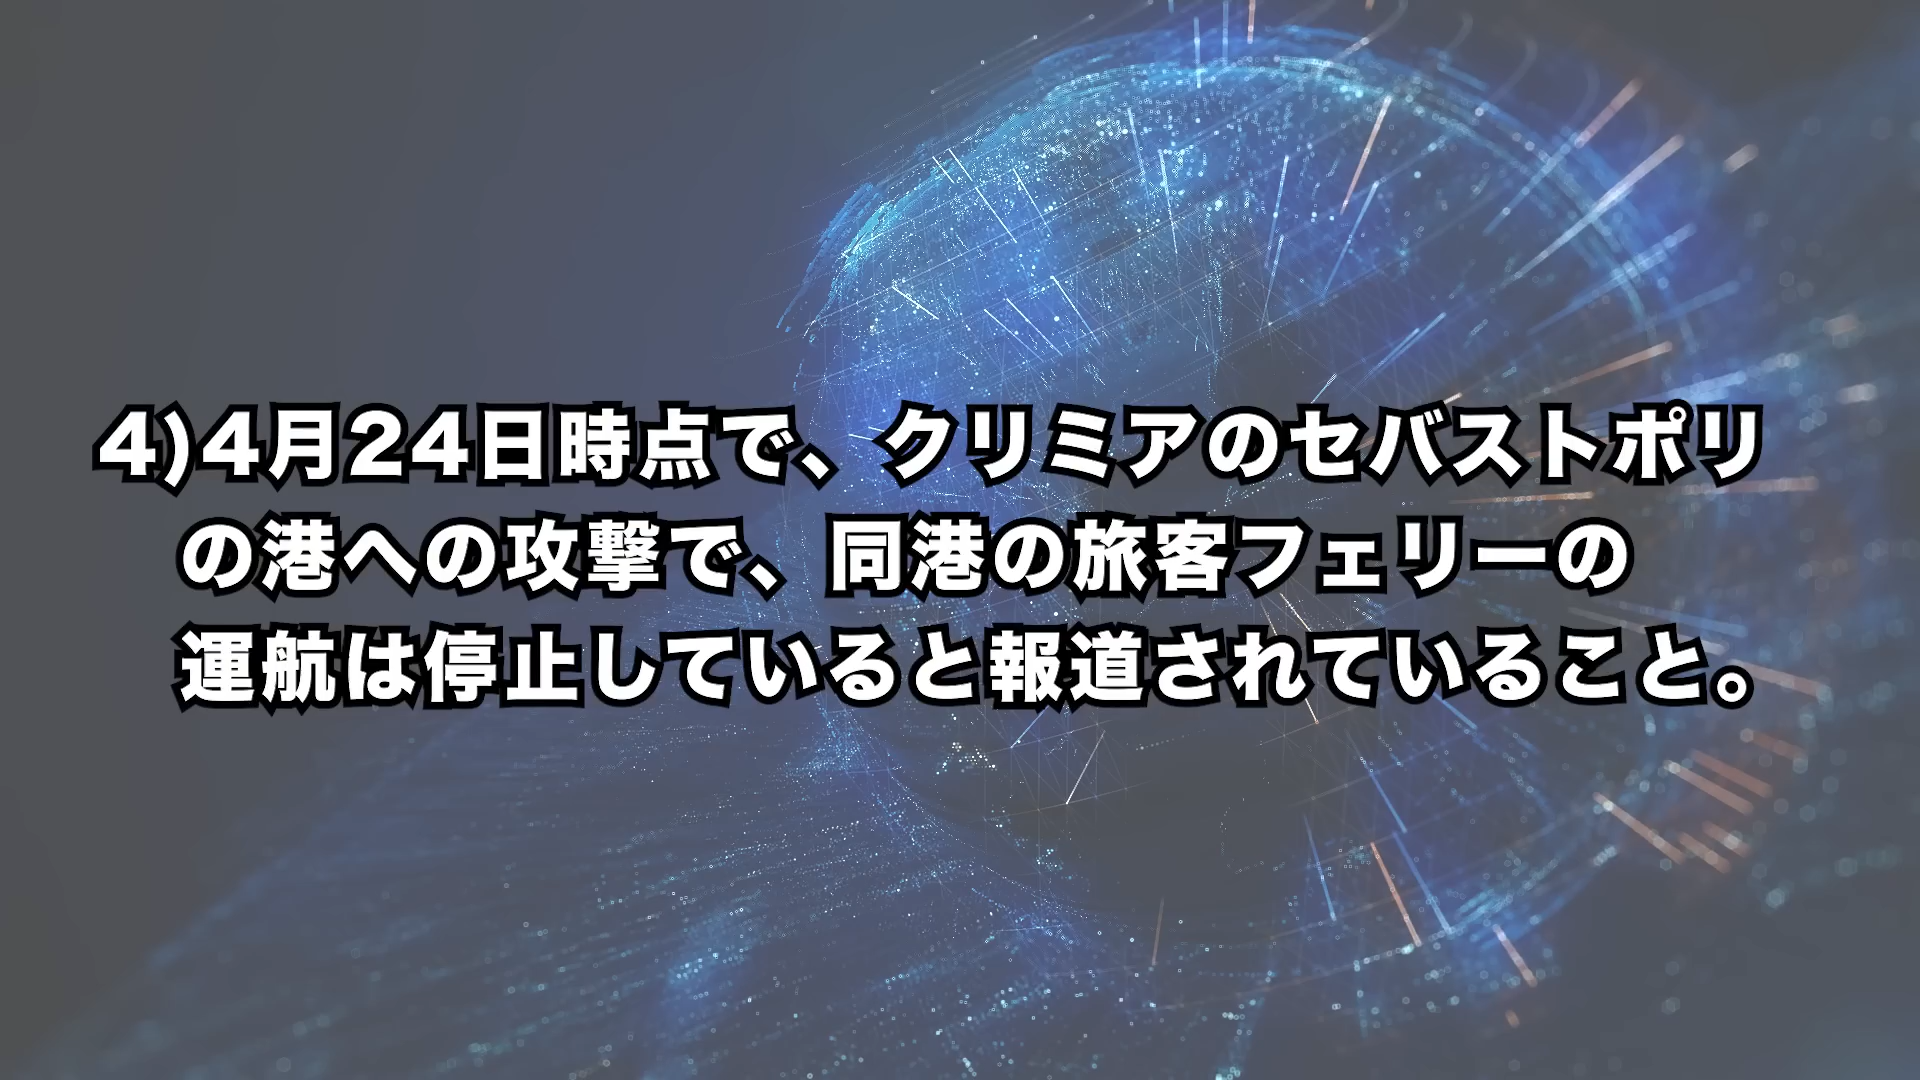 4)4月24日時点で、クリミアのセバストポリ
の港への攻撃で、同港の旅客フェリーの
運航は停止していると報道されていること。